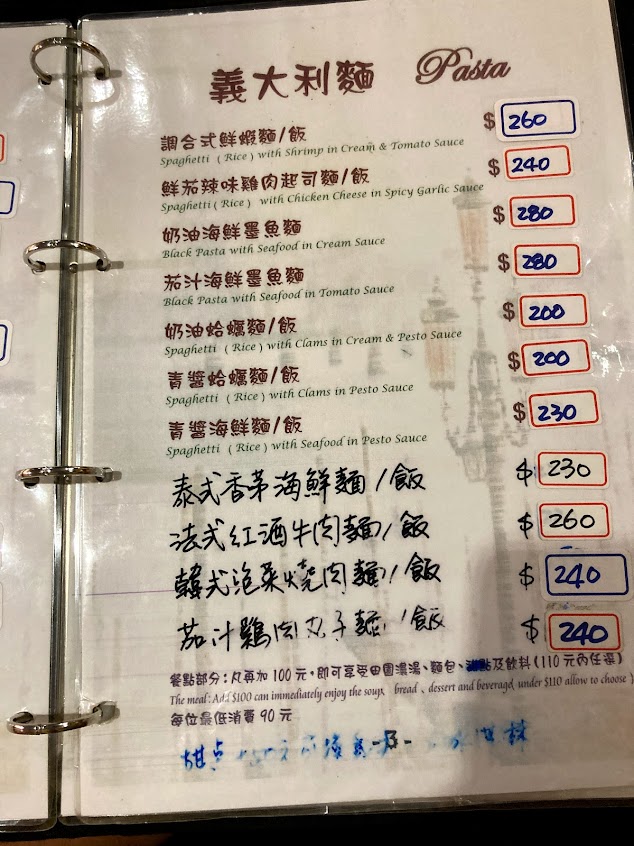 義大利麵 Pasta
調合式鮮蝦麵/飯 $ 260
Spaghetti ( Rice ) with Shrimp in Cream & Tomato Sauce
鮮茄辣味雞肉起司麵/飯 $ 240
Spaghetti ( Rice ) with Chicken Cheese in Spicy Garlic Sauce
奶油海鮮墨魚麵 $ 280
Black Pasta with Seafood in Cream Sauce
茄汁海鮮墨魚麵 $ 280
Black Pasta with Seafood in Tomato Sauce
奶油蛤蠣麵/飯 $ 200
Spaghetti ( Rice ) with Clams in Cream & Pesto Sauce
青醬蛤蠣麵/飯 $ 200
Spaghetti ( Rice ) with Clams in Pesto Sauce
青醬海鮮麵/飯 $ 230
Spaghetti ( Rice ) with Seafood in Pesto Sauce
泰式香茅海鮮麵/飯 $ 230
法式紅酒牛肉麵/飯 $ 260
韓式泡菜燒肉麵/飯 $ 240
茄汁雞肉丸子麵/飯 $ 240
餐點部分:凡再加 100 元,即可享受田園濃湯、麵包、及飲料 (110 元內任選)
The meal: Add $100 can immediately enjoy the soup, bread , dessert and beverage( under $110 allow to choose )
每位最低消費 90 元
甜點